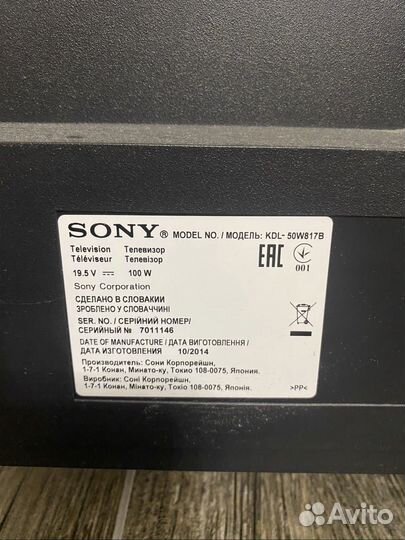 SONY® MODEL NO. / МОДЕЛЬ: KDL- 50W817B
Television Телевизор
Téléviseur Телевізор
19.5 V ⎓ 100 W
Sony Corporation
EAC
001
СДЕЛАНО В СЛОВАКИИ
ЗРОБЛЕНО У СЛОВАЧЧИНІ
SER. NO. / СЕРІЙНИЙ НОМЕР/
СЕРИЙНЫЙ № 7011146
DATE OF MANUFACTURE / ДАТА ВИГОТОВЛЕННЯ /
ДАТА ИЗГОТОВЛЕНИЯ 10/2014
Производитель: Сони Корпорейшн,
1-7-1 Конан, Минато-ку, Токио 108-0075, Япония.
Виробник: Соні Корпорейшн,
1-7-1 Конан, Мінато-ку, Токіо 108-0075, Японія.
>PP<
Avito